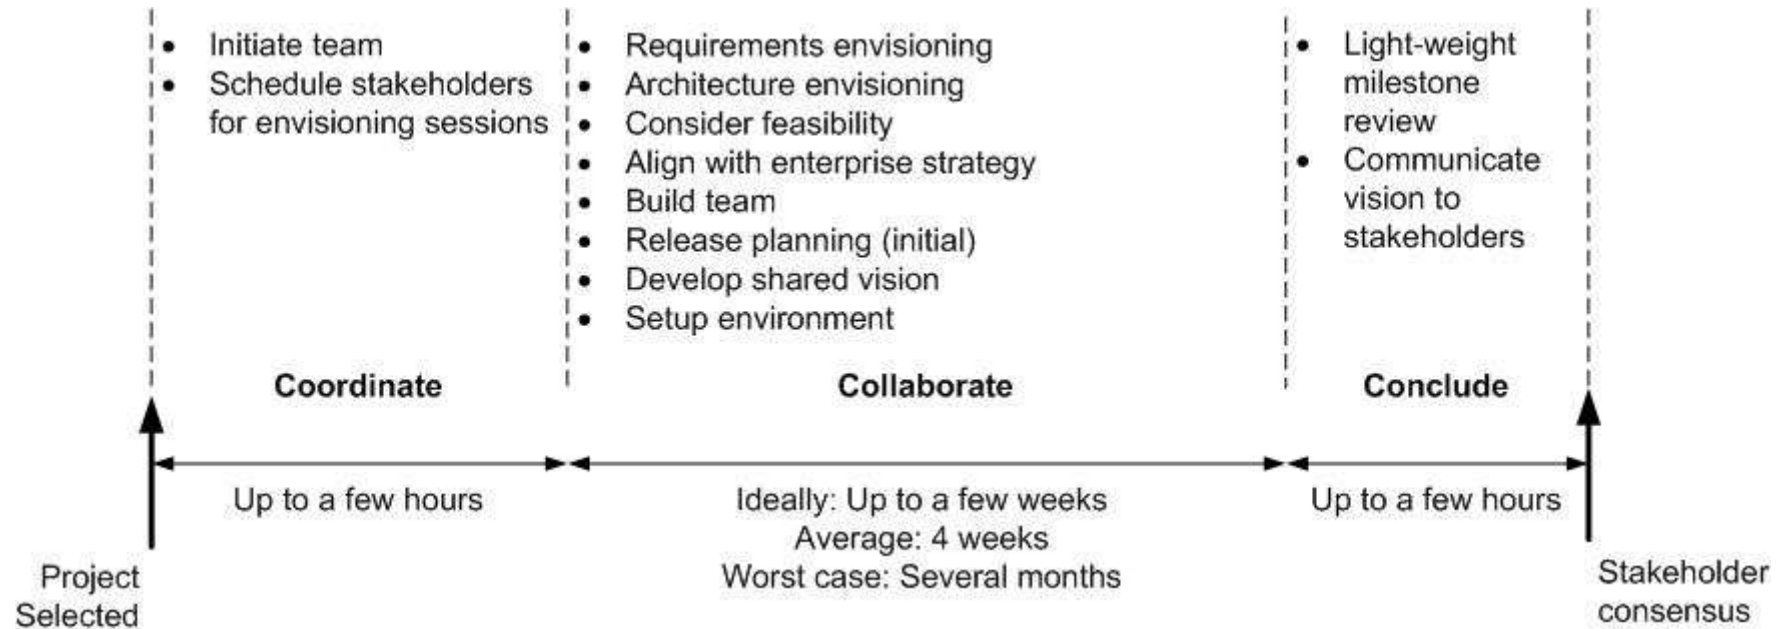 • Initiate team
• Schedule stakeholders
for envisioning sessions
• Requirements envisioning
• Architecture envisioning
• Consider feasibility
• Align with enterprise strategy
• Build team
• Release planning (initial)
• Develop shared vision
• Setup environment
• Light-weight
milestone
review
• Communicate
vision to
stakeholders
Coordinate
Collaborate
Conclude
Up to a few hours
Ideally: Up to a few weeks
Average: 4 weeks
Worst case: Several months
Up to a few hours
Project
Selected
Stakeholder
consensus